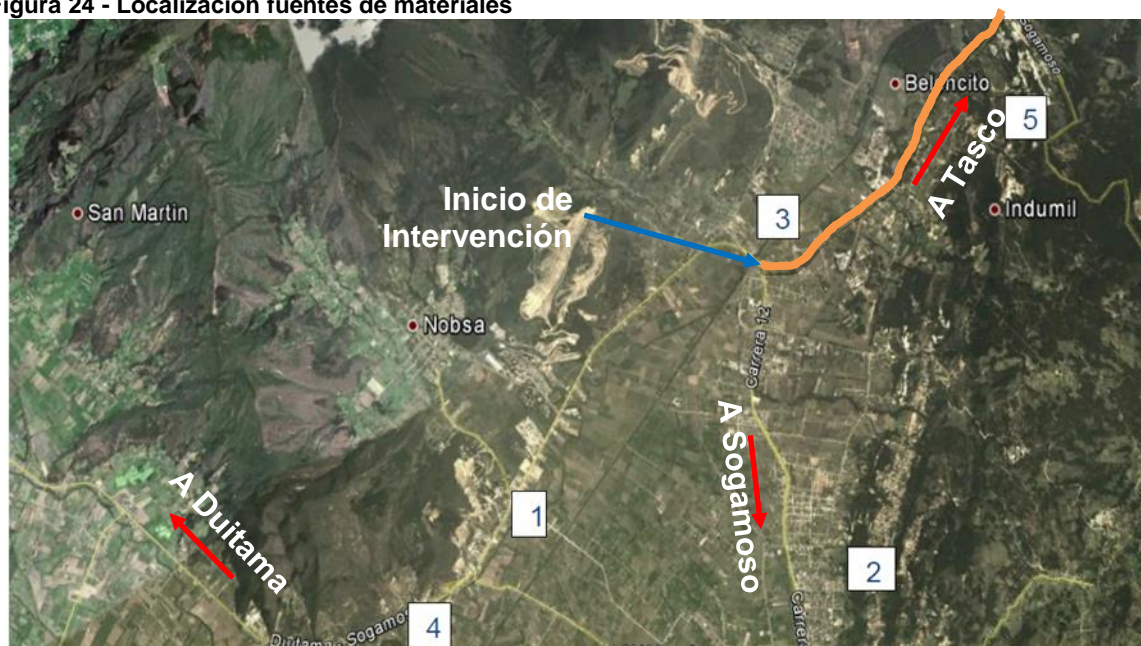 Figura 24 - Localización fuentes de materiales
Sogamoso
Belencito
5
A Tasco
San Martin
Inicio de
Intervención
3
Indumil
Nobsa
Carrera 12
A Sogamoso
A Duitama
1
2
4
Duitama - Sogamoso
Carrera